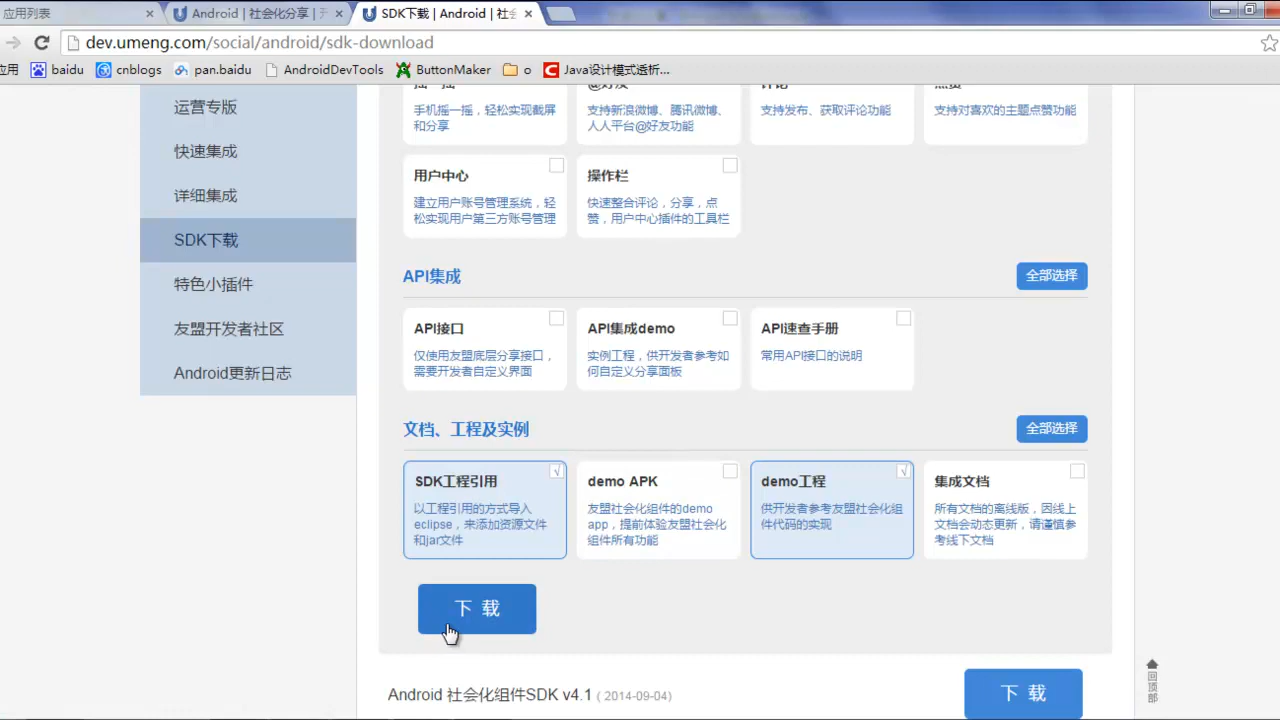 应用列表
Android | 社会化分享 | 开
SDK下载 | Android | 社会
dev.umeng.com/social/android/sdk-download
应用
baidu
cnblogs
pan.baidu
AndroidDevTools
ButtonMaker
o
Java设计模式透析...
运营专版
快速集成
详细集成
SDK下载
特色小插件
友盟开发者社区
Android更新日志
摇一摇
手机摇一摇，轻松实现截屏
和分享
@好友
支持新浪微博、腾讯微博、
人人平台@好友功能
评论
支持发布、获取评论功能
点赞
支持对喜欢的主题点赞功能
用户中心
建立用户账号管理系统，轻
松实现用户第三方账号管理
操作栏
快速整合评论，分享，点
赞，用户中心插件的工具栏
API集成
全部选择
API接口
仅使用友盟底层分享接口，
需要开发者自定义界面
API集成demo
实例工程，供开发者参考如
何自定义分享面板
API速查手册
常用API接口的说明
文档、工程及实例
全部选择
SDK工程引用
以工程引用的方式导入
eclipse，来添加资源文件
和jar文件
demo APK
友盟社会化组件的demo
app，提前体验友盟社会化
组件所有功能
demo工程
供开发者参考友盟社会化组
件代码的实现
集成文档
所有文档的离线版，因线上
文档会动态更新，请谨慎参
考线下文档
下 载
Android 社会化组件SDK v4.1 ( 2014-09-04)
下 载
回顶部